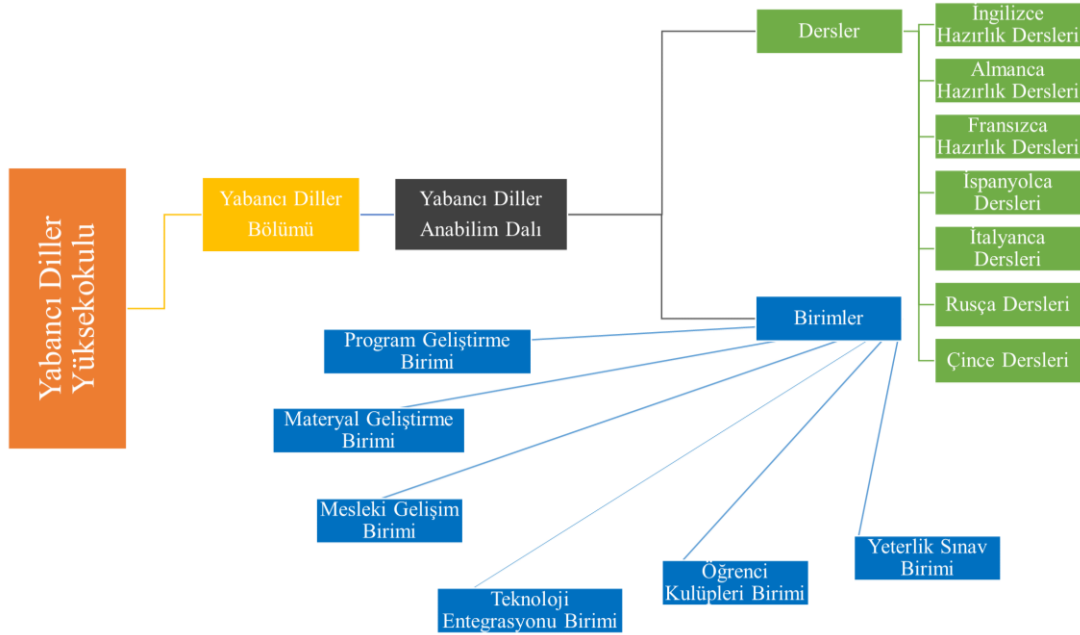 Yabancı Diller
Yüksekokulu
Yabancı Diller
Bölümü
Yabancı Diller
Anabilim Dalı
Dersler
İngilizce
Hazırlık Dersleri
Almanca
Hazırlık Dersleri
Fransızca
Hazırlık Dersleri
İspanyolca
Dersleri
İtalyanca
Dersleri
Rusça Dersleri
Çince Dersleri
Birimler
Program Geliştirme
Birimi
Materyal Geliştirme
Birimi
Mesleki Gelişim
Birimi
Teknoloji
Entegrasyonu Birimi
Öğrenci
Kulüpleri Birimi
Yeterlik Sınav
Birimi